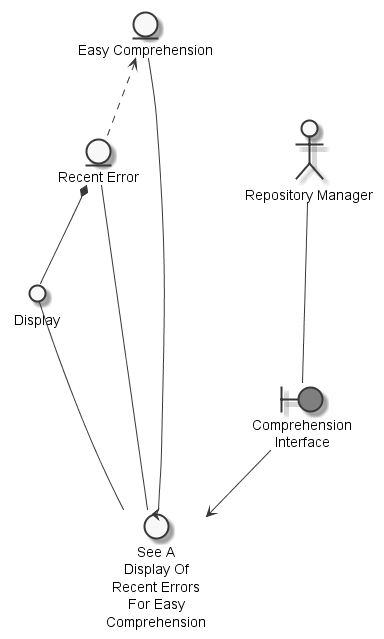 Easy Comprehension
Recent Error
Repository Manager
Display
Comprehension
Interface
See A
Display Of
Recent Errors
For Easy
Comprehension